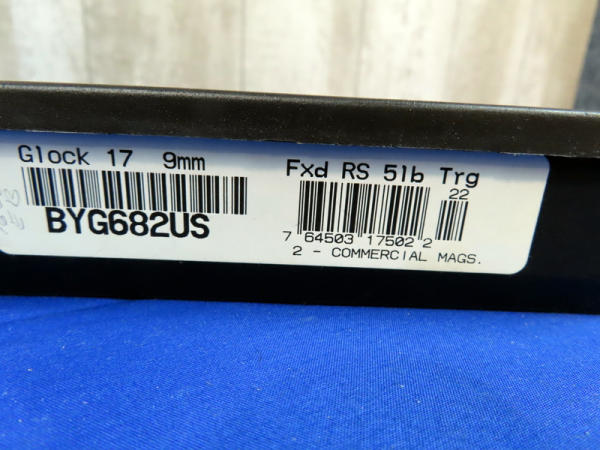 Glock 17 9mm
BYG682US
Fxd RS 5lb Trg
22
7 64503 17502 2
2 - COMMERCIAL MAGS.